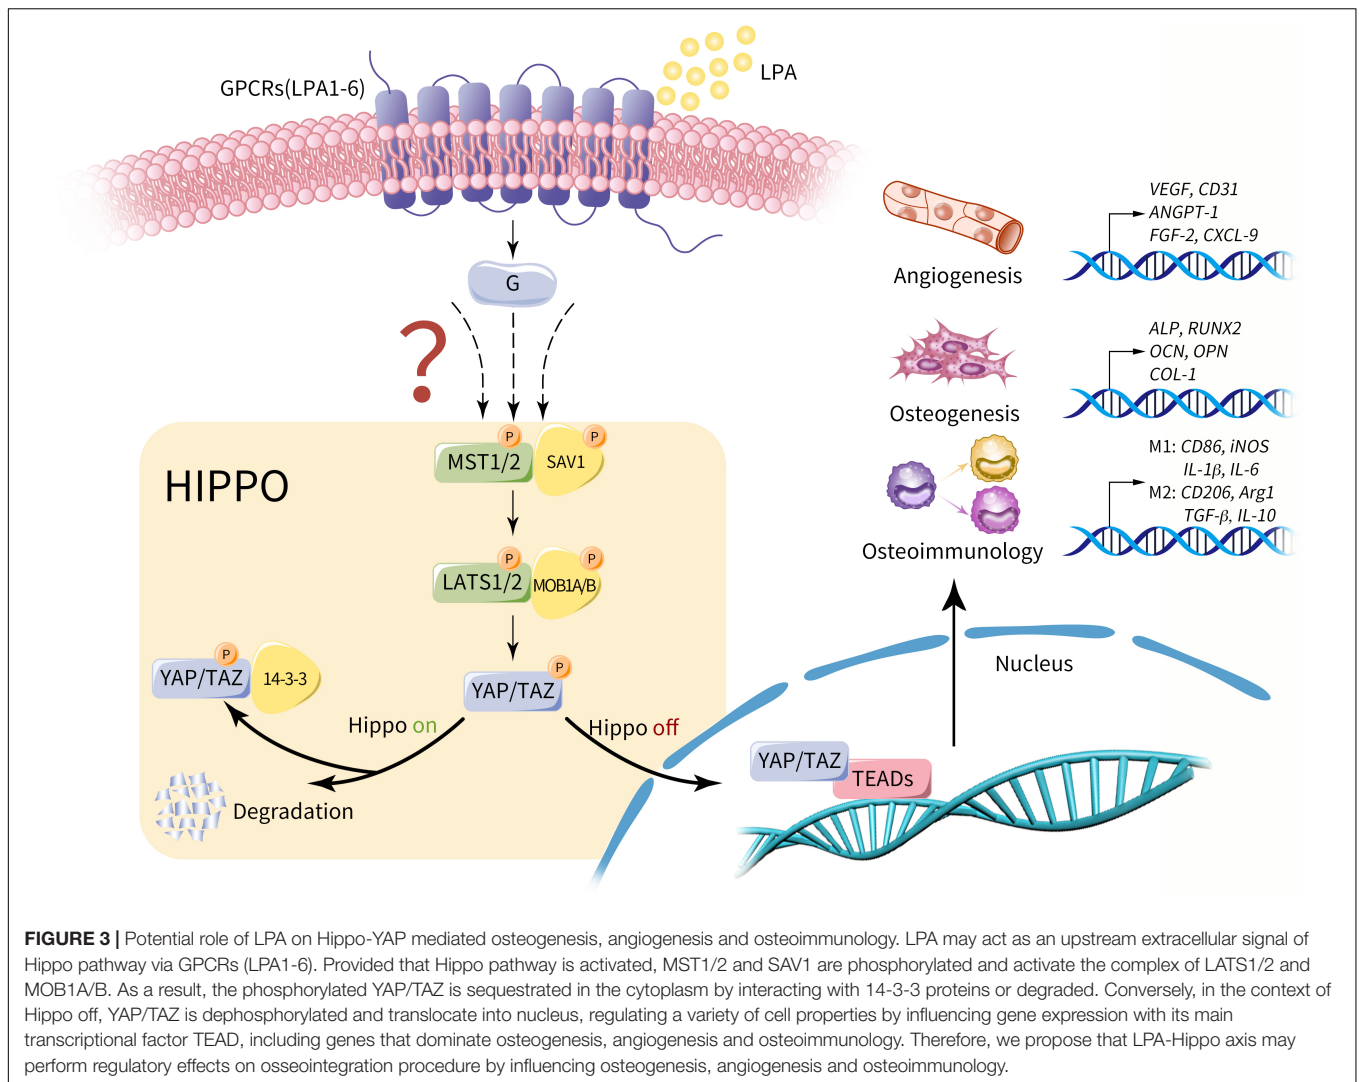 GPCRs(LPA1-6)
LPA
G
?
HIPPO
P
P
MST1/2
SAV1
P
P
LATS1/2
MOB1A/B
P
YAP/TAZ
14-3-3
P
YAP/TAZ
Hippo on
Hippo off
Degradation
YAP/TAZ
TEADs
Nucleus
Angiogenesis
VEGF, CD31
ANGPT-1
FGF-2, CXCL-9
Osteogenesis
ALP, RUNX2
OCN, OPN
COL-1
Osteoimmunology
M1: CD86, iNOS
IL-1β, IL-6
M2: CD206, Arg1
TGF-β, IL-10
FIGURE 3 | Potential role of LPA on Hippo-YAP mediated osteogenesis, angiogenesis and osteoimmunology. LPA may act as an upstream extracellular signal of
Hippo pathway via GPCRs (LPA1-6). Provided that Hippo pathway is activated, MST1/2 and SAV1 are phosphorylated and activate the complex of LATS1/2 and
MOB1A/B. As a result, the phosphorylated YAP/TAZ is sequestrated in the cytoplasm by interacting with 14-3-3 proteins or degraded. Conversely, in the context of
Hippo off, YAP/TAZ is dephosphorylated and translocate into nucleus, regulating a variety of cell properties by influencing gene expression with its main
transcriptional factor TEAD, including genes that dominate osteogenesis, angiogenesis and osteoimmunology. Therefore, we propose that LPA-Hippo axis may
perform regulatory effects on osseointegration procedure by influencing osteogenesis, angiogenesis and osteoimmunology.